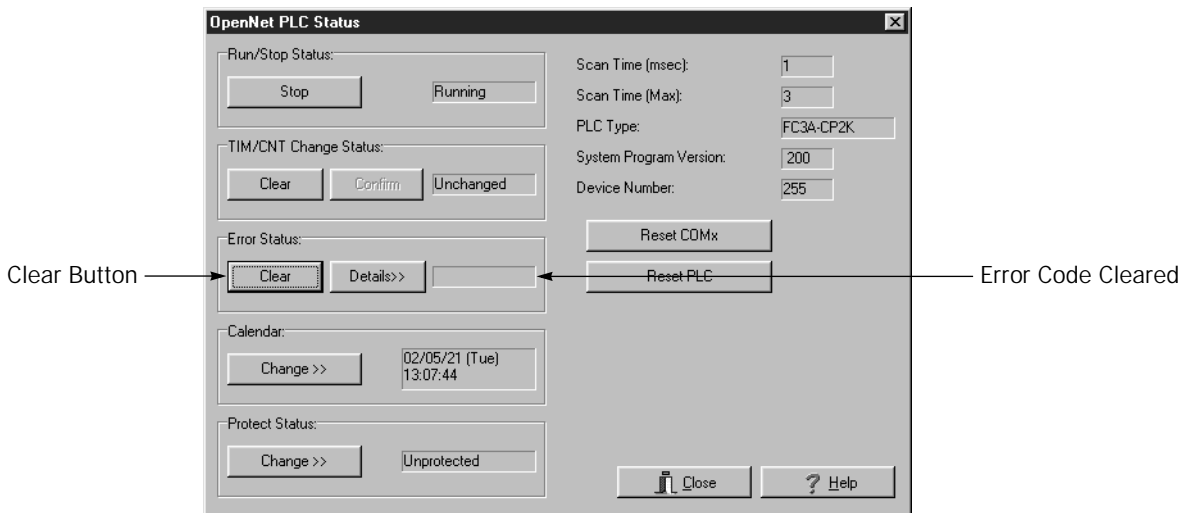 OpenNet PLC Status
Run/Stop Status:
Stop
Running
TIM/CNT Change Status:
Clear
Confirm
Unchanged
Error Status:
Clear
Details>>
Calendar:
Change >>
02/05/21 (Tue)
13:07:44
Protect Status:
Change >>
Unprotected
Scan Time (msec):
1
Scan Time (Max):
3
PLC Type:
FC3A-CP2K
System Program Version:
200
Device Number:
255
Reset COMx
Reset PLC
Close
? Help
Clear Button
Error Code Cleared